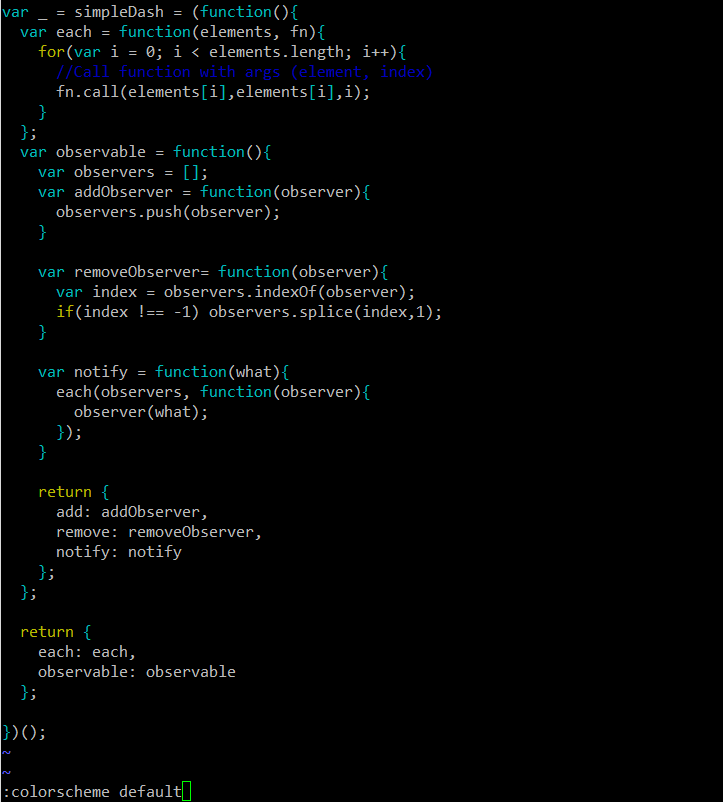 var _ = simpleDash = (function(){
  var each = function(elements, fn){
    for(var i = 0; i < elements.length; i++){
      //Call function with args (element, index)
      fn.call(elements[i],elements[i],i);
    }
  };
  var observable = function(){
    var observers = [];
    var addObserver = function(observer){
      observers.push(observer);
    }

    var removeObserver= function(observer){
      var index = observers.indexOf(observer);
      if(index !== -1) observers.splice(index,1);
    }

    var notify = function(what){
      each(observers, function(observer){
        observer(what);
      });
    }

    return {
      add: addObserver,
      remove: removeObserver,
      notify: notify
    };
  };

  return {
    each: each,
    observable: observable
  };

})();
~
~
:colorscheme default